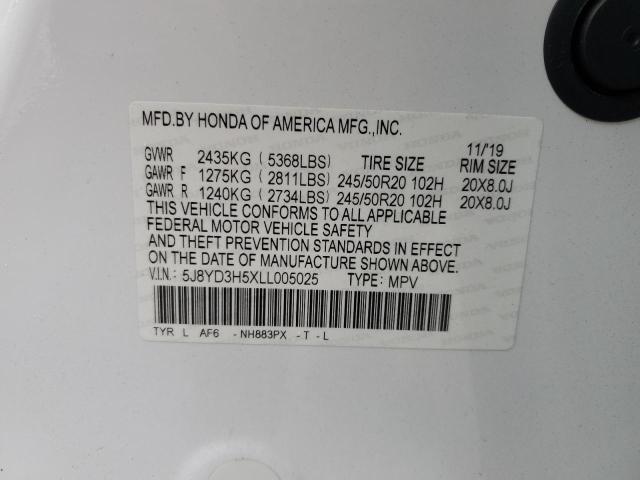 MFD.BY HONDA OF AMERICA MFG.,INC.
11/'19
GVWR 2435KG (5368LBS) TIRE SIZE RIM SIZE
GAWR F 1275KG (2811LBS) 245/50R20 102H 20X8.0J
GAWR R 1240KG (2734LBS) 245/50R20 102H 20X8.0J
THIS VEHICLE CONFORMS TO ALL APPLICABLE
FEDERAL MOTOR VEHICLE SAFETY
AND THEFT PREVENTION STANDARDS IN EFFECT
ON THE DATE OF MANUFACTURE SHOWN ABOVE.
V.I.N.: 5J8YD3H5XLL005025 TYPE: MPV
TYR L AF6 -NH883PX -T -L